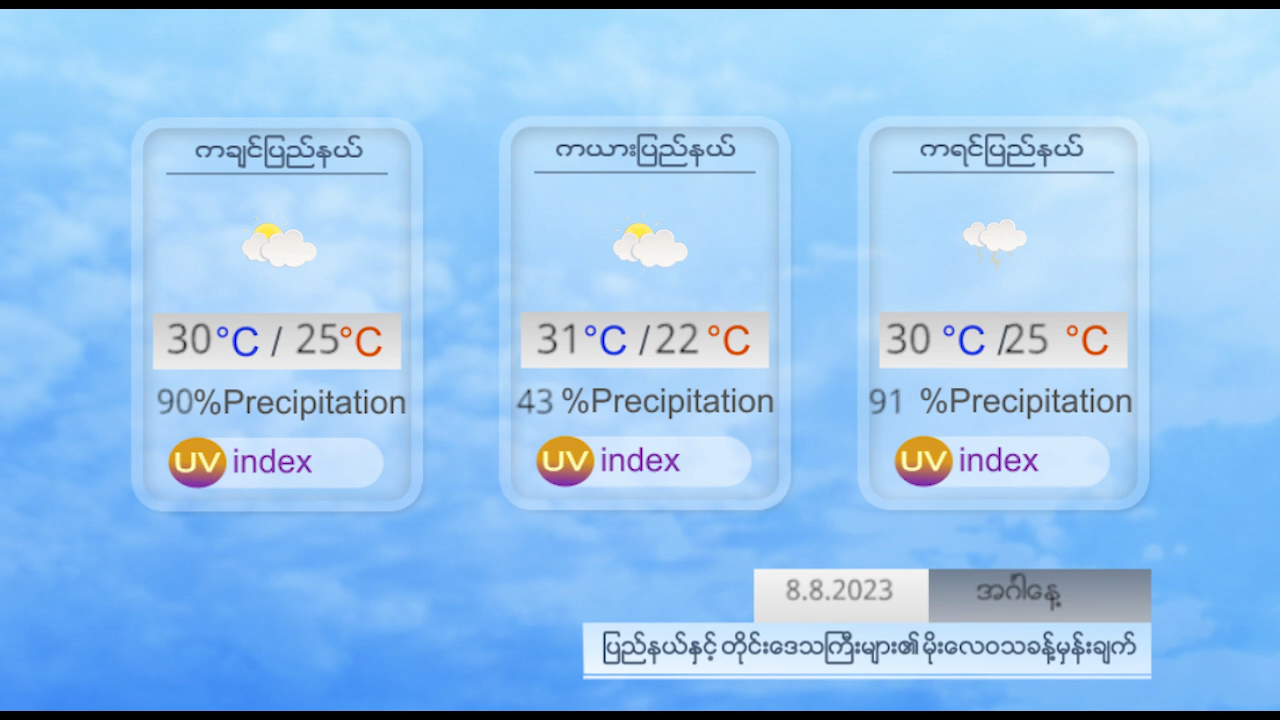 ကချင်ပြည်နယ်
30°C / 25°C
90%Precipitation
UV index
ကယားပြည်နယ်
31°C /22 °C
43 %Precipitation
UV index
ကရင်ပြည်နယ်
30 °C /25 °C
91 %Precipitation
UV index
8.8.2023 အင်္ဂါနေ့
ပြည်နယ်နှင့် တိုင်းဒေသကြီးများ၏ မိုးလေဝသခန့်မှန်းချက်